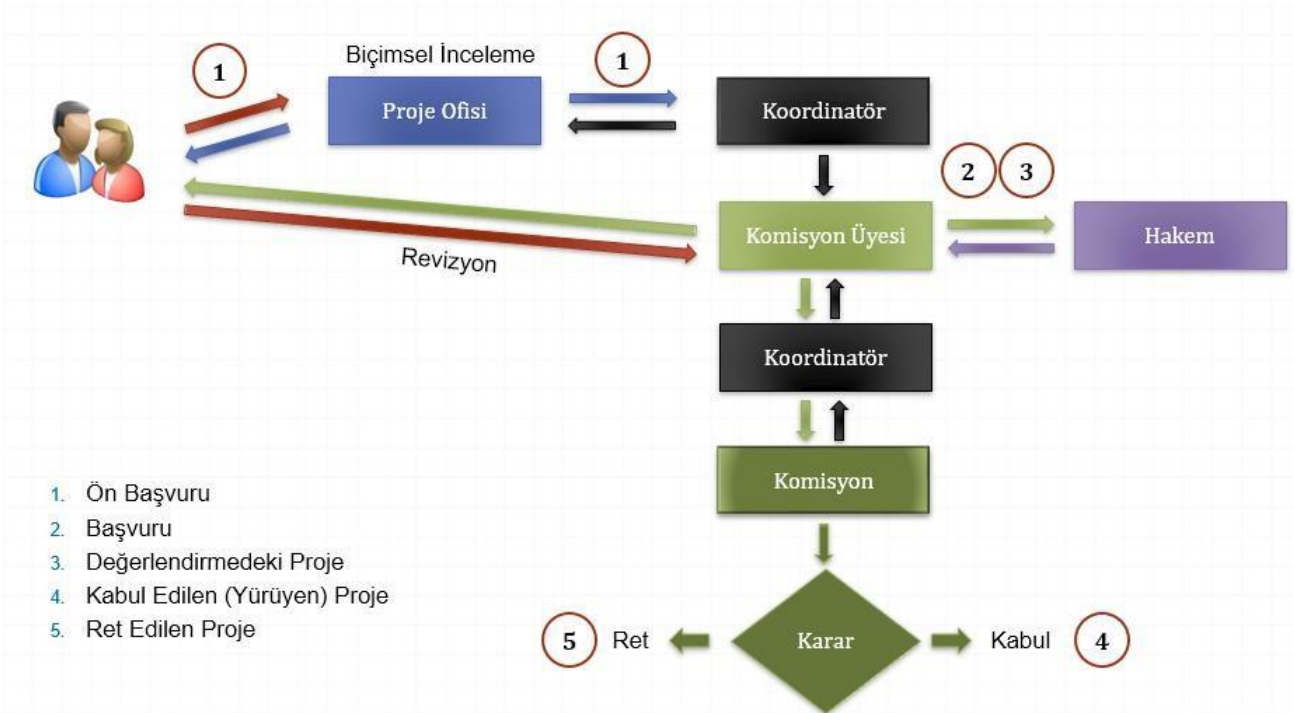 1
Biçimsel İnceleme
1
Proje Ofisi
Koordinatör
2
3
Komisyon Üyesi
Hakem
Revizyon
Koordinatör
Komisyon
1. Ön Başvuru
2. Başvuru
3. Değerlendirmedeki Proje
4. Kabul Edilen (Yürüyen) Proje
5. Ret Edilen Proje
5
Ret
Karar
Kabul
4